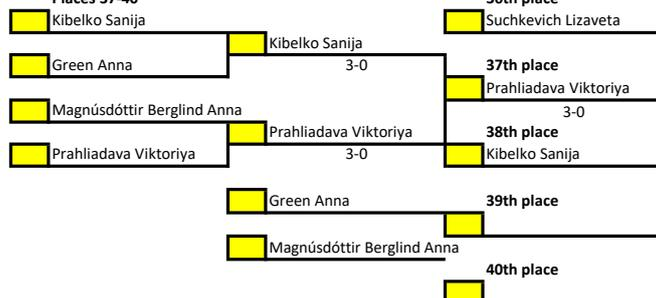 Places 37-40
36th place
Kibelko Sanija
Suchkevich Lizaveta
Kibelko Sanija
Green Anna
3-0
37th place
Prahliadava Viktoriya
Magnúsdóttir Berglind Anna
3-0
Prahliadava Viktoriya
38th place
Prahliadava Viktoriya
3-0
Kibelko Sanija
Green Anna
39th place
Magnúsdóttir Berglind Anna
40th place